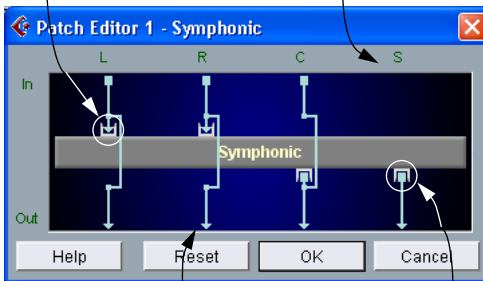 Patch Editor 1 - Symphonic
L R C S
In
Symphonic
Out
Help Reset OK Cancel